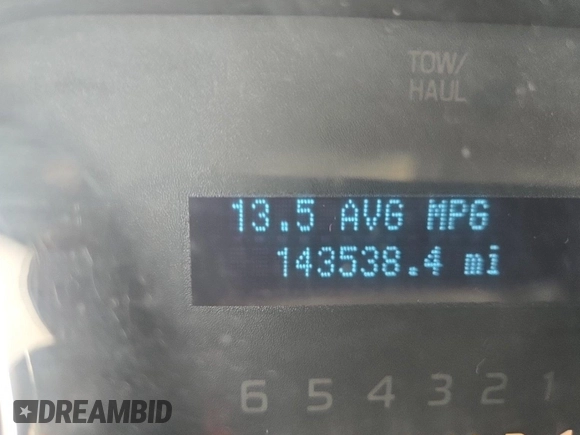 TOW/
HAUL
13.5 AVG MPG
143538.4 mi
6 5 4 3 2 1
DREAMBID